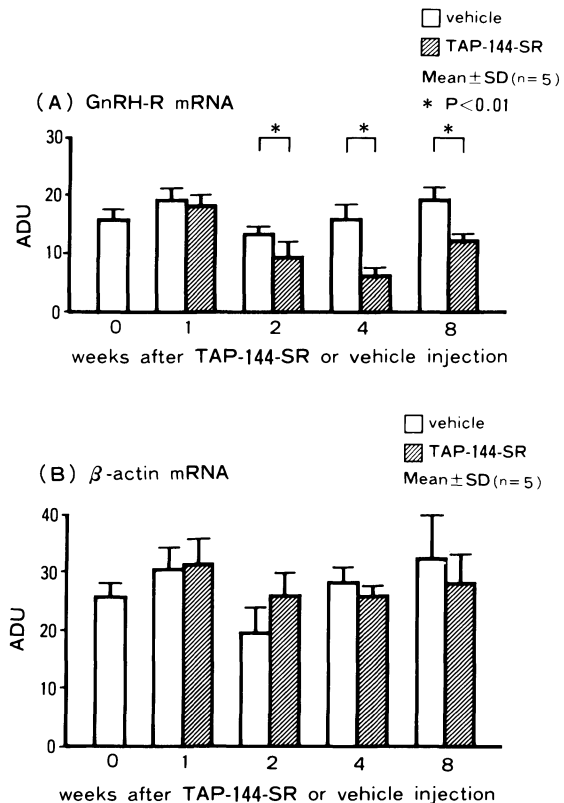 vehicle
TAP-144-SR
Mean±SD(n=5)
* P<0.01
(A) GnRH-R mRNA
30
20
10
0
ADU
* * *
0 1 2 4 8
weeks after TAP-144-SR or vehicle injection
vehicle
TAP-144-SR
Mean±SD(n=5)
(B) β-actin mRNA
40
30
20
10
0
ADU
0 1 2 4 8
weeks after TAP-144-SR or vehicle injection